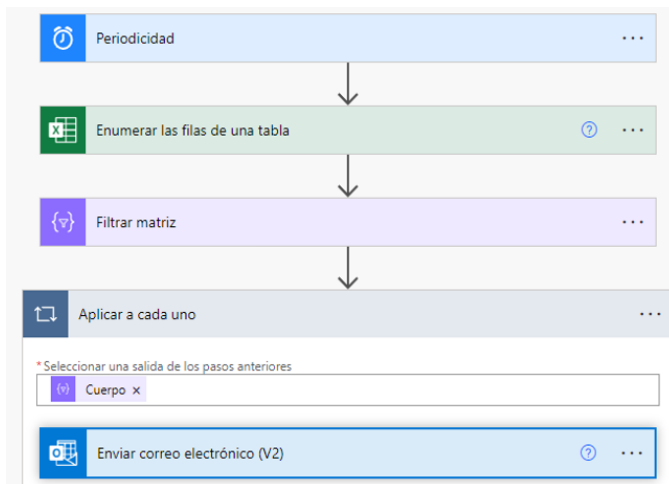 Periodicidad
Enumerar las filas de una tabla
Filtrar matriz
Aplicar a cada uno
*Seleccionar una salida de los pasos anteriores
Cuerpo
Enviar correo electrónico (V2)